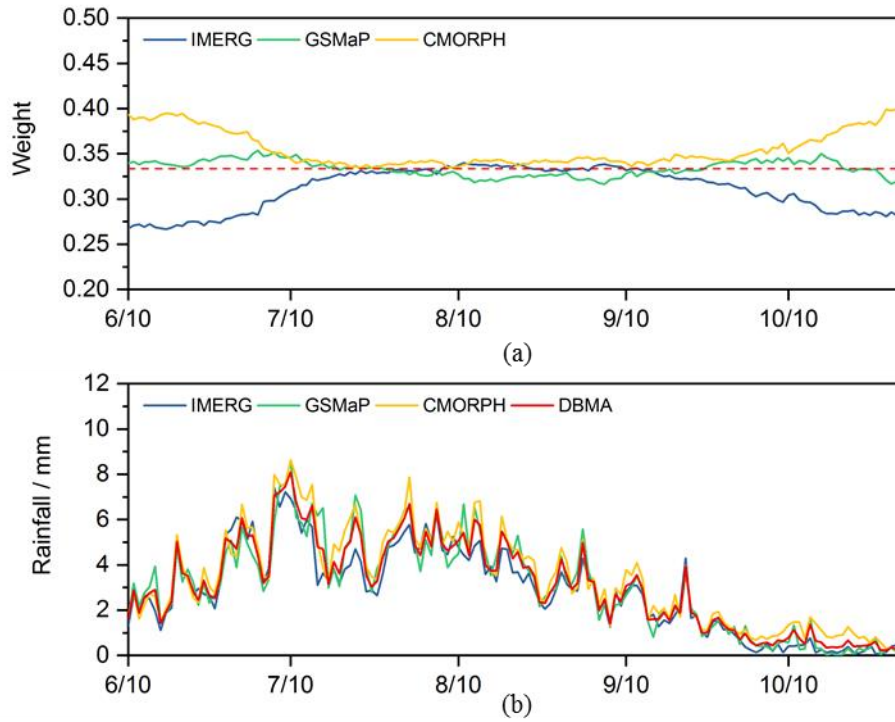 0.50
IMERG GSMaP CMORPH
0.45
0.40
Weight
0.35
0.30
0.25
0.20
6/10 7/10 8/10 9/10 10/10
(a)
12
IMERG GSMaP CMORPH DBMA
10
8
Rainfall / mm
6
4
2
0
6/10 7/10 8/10 9/10 10/10
(b)